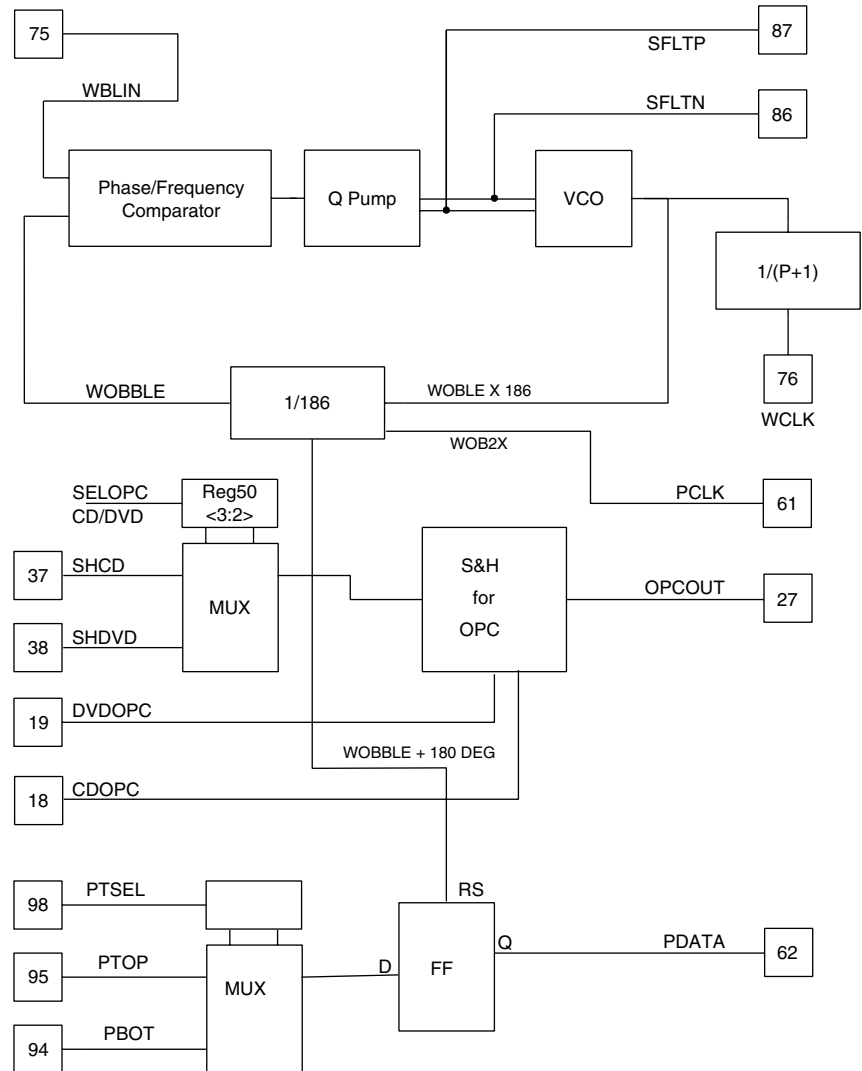 75
87
SFLTP
WBLIN
SFLTN
86
Phase/Frequency
Comparator
Q Pump
VCO
1/(P+1)
WOBBLE
1/186
WOBLE X 186
76
WCLK
WOB2X
SELOPC
CD/DVD
Reg50
<3:2>
PCLK
61
37
SHCD
MUX
S&H
for
OPC
OPCOUT
27
38
SHDVD
19
DVDOPC
WOBBLE + 180 DEG
18
CDOPC
98
PTSEL
RS
95
PTOP
MUX
D
FF
Q
PDATA
62
94
PBOT